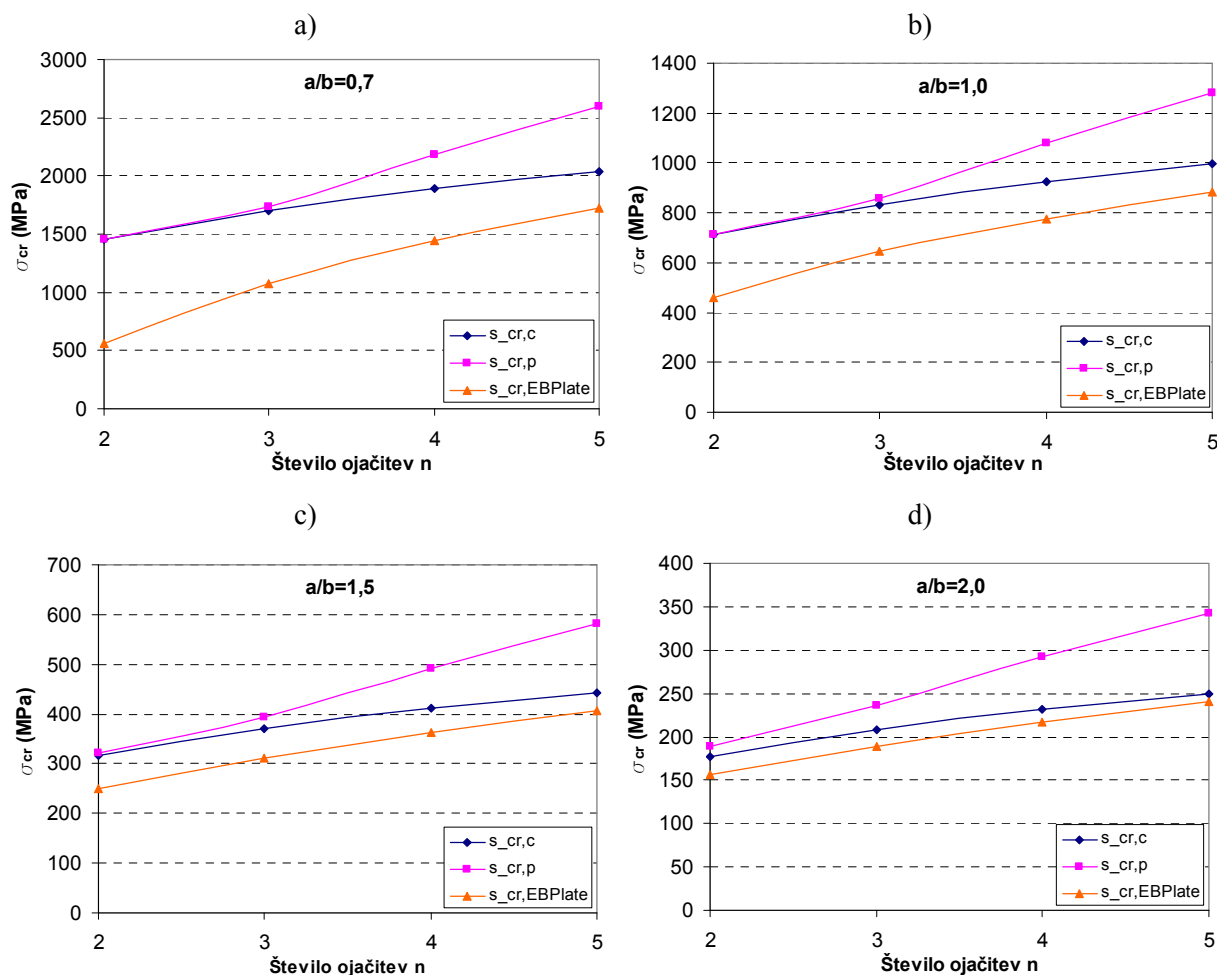 a)
a/b=0,7
σcr (MPa)
3000
2500
2000
1500
1000
500
0
2 3 4 5
Število ojačitev n
s_cr,c
s_cr,p
s_cr,EBPlate
b)
a/b=1,0
σcr (MPa)
1400
1200
1000
800
600
400
200
0
2 3 4 5
Število ojačitev n
s_cr,c
s_cr,p
s_cr,EBPlate
c)
a/b=1,5
σcr (MPa)
700
600
500
400
300
200
100
0
2 3 4 5
Število ojačitev n
s_cr,c
s_cr,p
s_cr,EBPlate
d)
a/b=2,0
σcr (MPa)
400
350
300
250
200
150
100
50
0
2 3 4 5
Število ojačitev n
s_cr,c
s_cr,p
s_cr,EBPlate